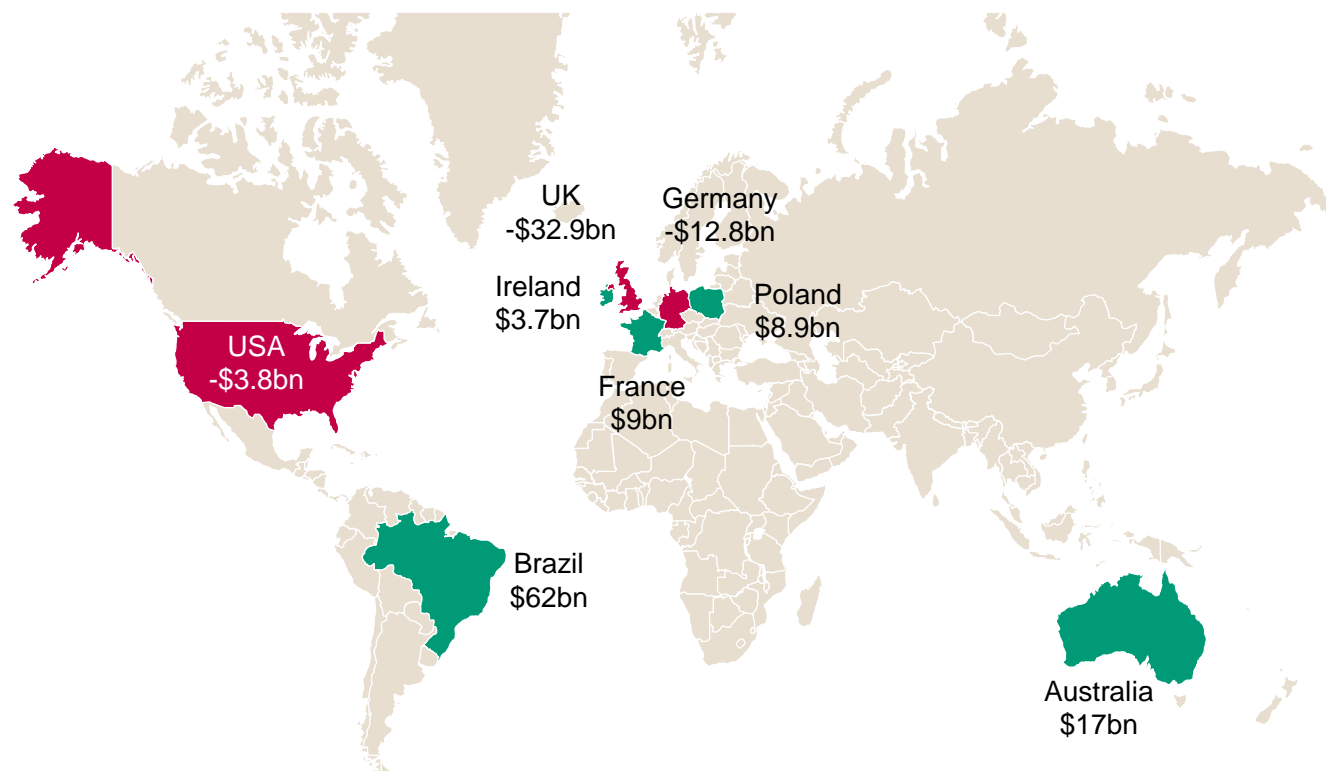 UK
-$32.9bn
Germany
-$12.8bn
Ireland
$3.7bn
Poland
$8.9bn
USA
-$3.8bn
France
$9bn
Brazil
$62bn
Australia
$17bn